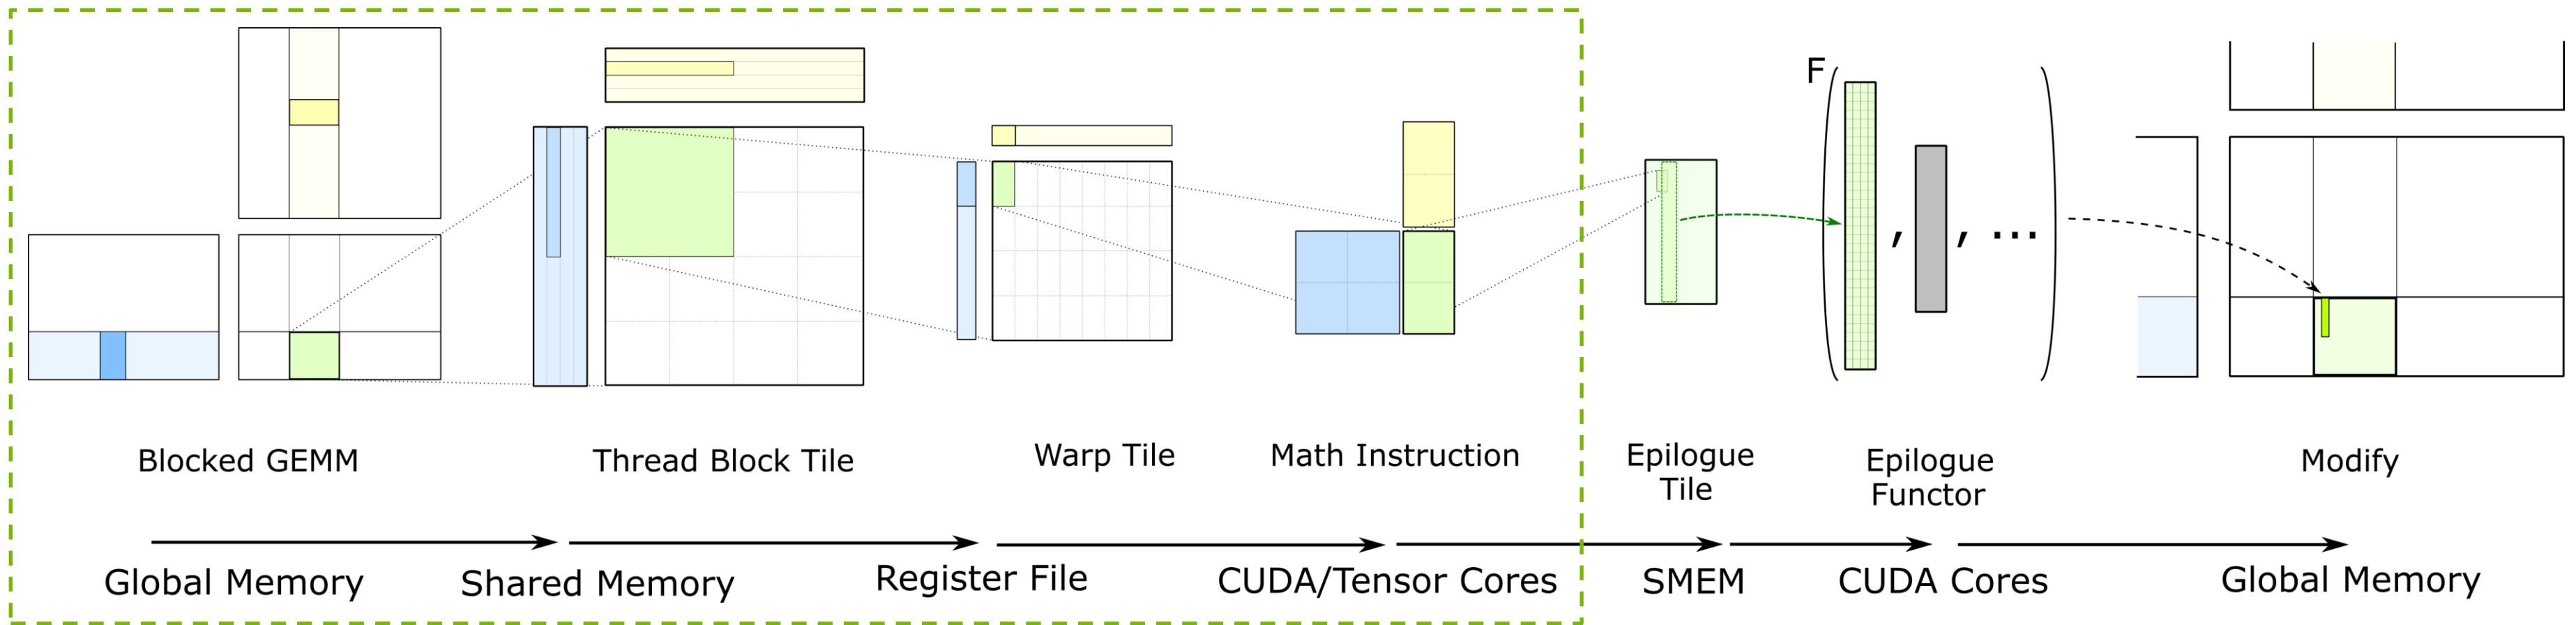 F
, , ...
Blocked GEMM
Thread Block Tile
Warp Tile
Math Instruction
Epilogue
Tile
Epilogue
Functor
Modify
Global Memory
Shared Memory
Register File
CUDA/Tensor Cores
SMEM
CUDA Cores
Global Memory